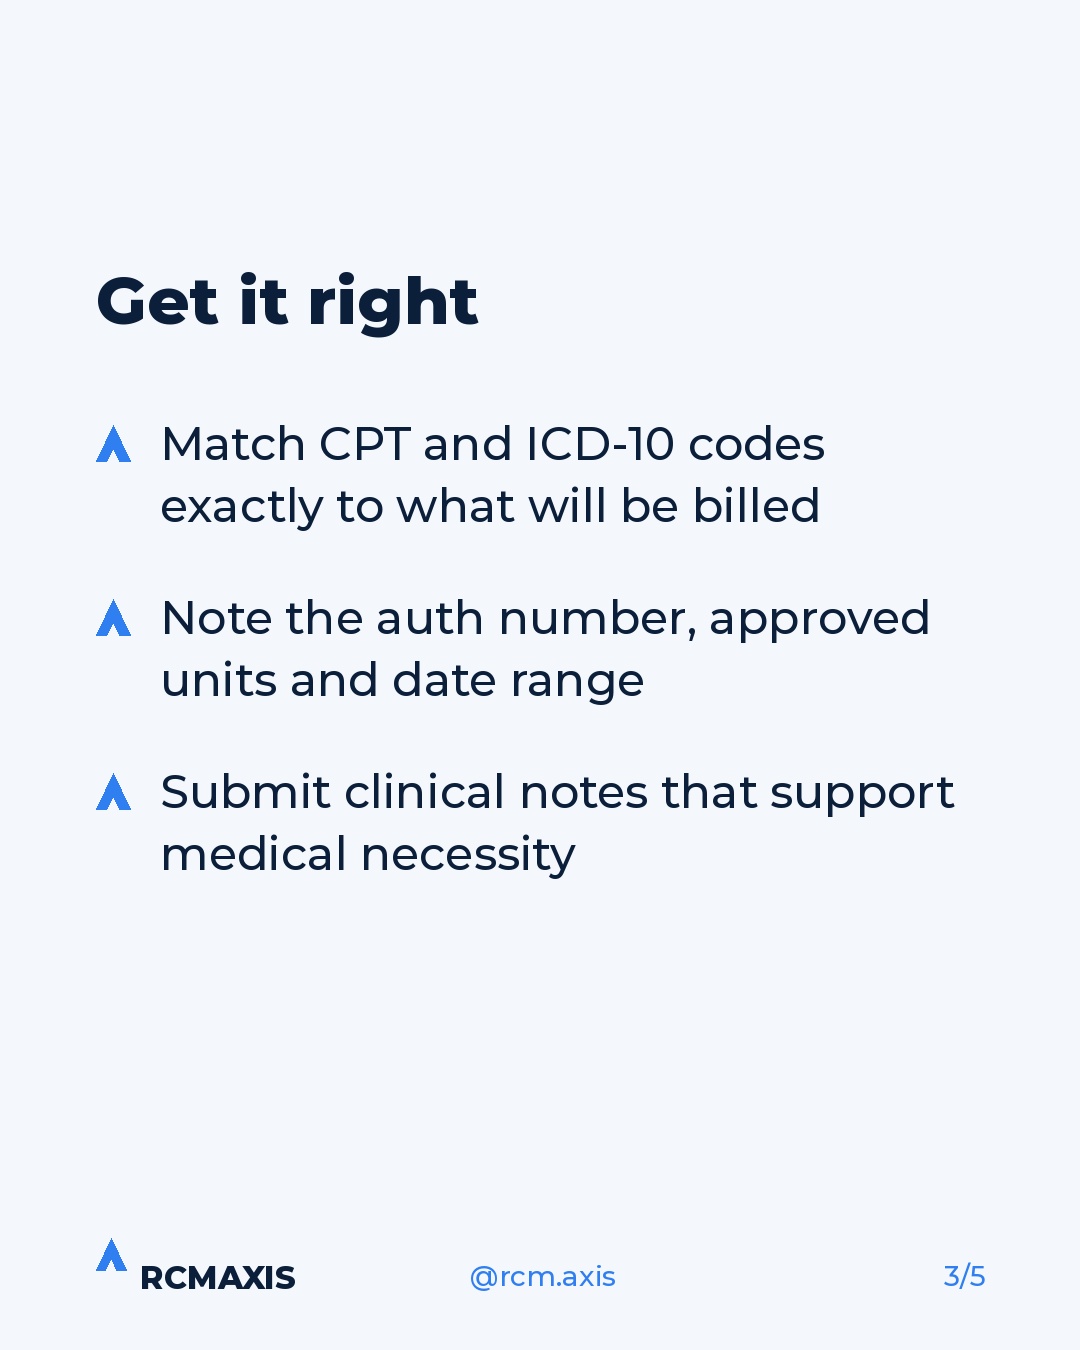 Get it right
Match CPT and ICD-10 codes
exactly to what will be billed
Note the auth number, approved
units and date range
Submit clinical notes that support
medical necessity
RCMAXIS
@rcm.axis
3/5